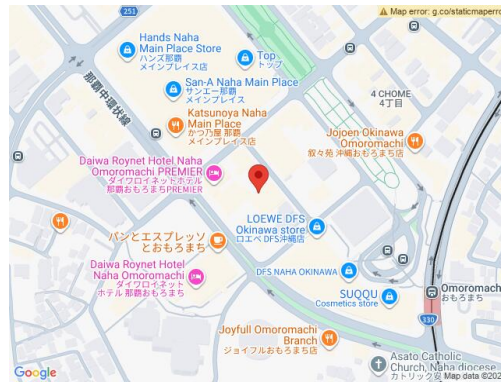 251
Map error: g.co/staticmaperro
Hands Naha
Main Place Store
ハンズ那覇
メインプレイス店
Top
トップ
那覇中環状線
San-A Naha Main Place
サンエー那覇
メインプレイス
4 CHOME
4丁目
Katsunoya Naha
Main Place
かつ乃屋 那覇
メインプレイス店
Jojoen Okinawa
Omoromachi
叙々苑 沖縄おもろまち店
Daiwa Roynet Hotel Naha
Omoromachi PREMIER
ダイワロイネットホテル
那覇おもろまちPREMIER
LOEWE DFS
Okinawa store
ロエベ DFS沖縄店
パンとエスプレッソ
とおもろまち
Daiwa Roynet Hotel
Naha Omoromachi
ダイワロイネット
ホテル 那覇おもろまち
DFS NAHA OKINAWA
SUQQU
Cosmetics store
Omoromachi
おもろまち
330
Joyfull Omoromachi
Branch
ジョイフルおもろまち店
Asato Catholic
Church, Naha diocese
カトリック安
Google
Map data ©202